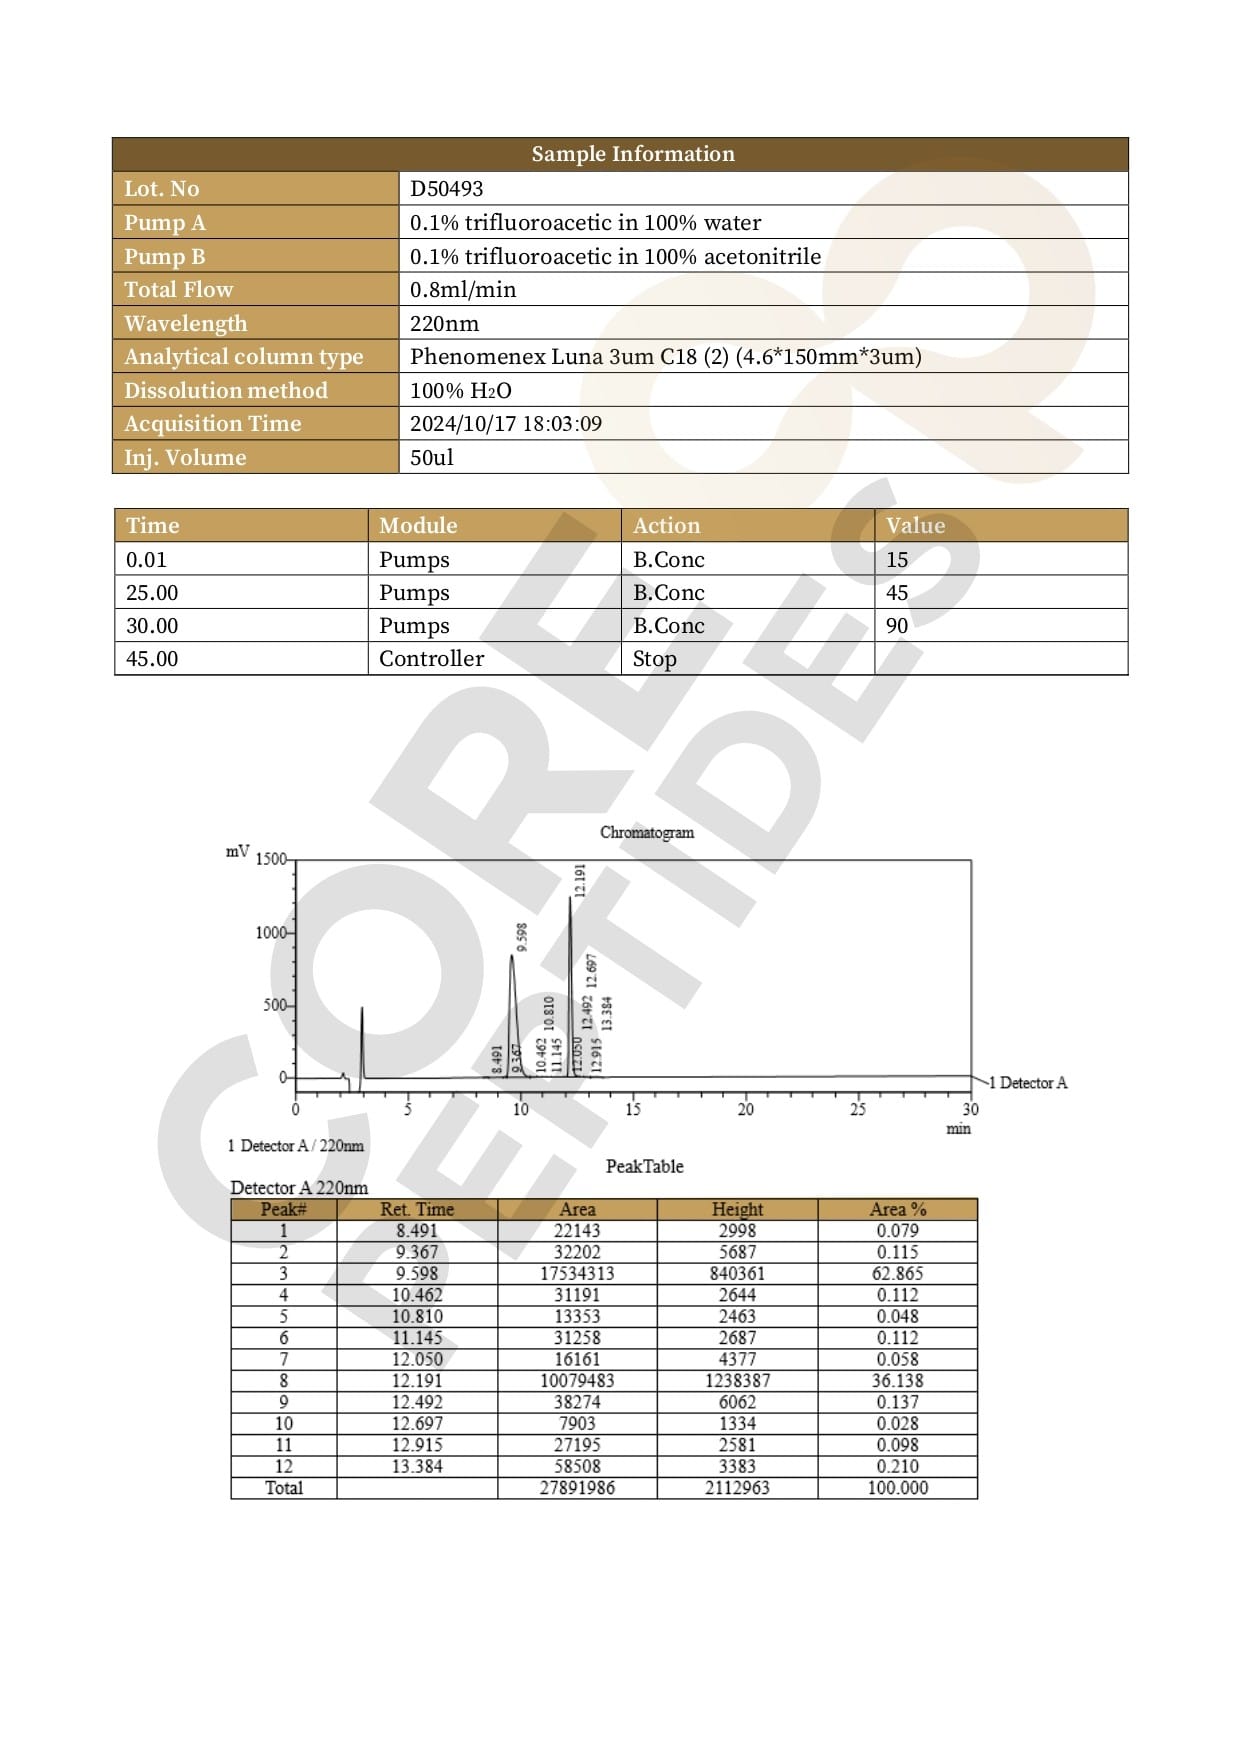 Sample Information
Lot. No D50493
Pump A 0.1% trifluoroacetic in 100% water
Pump B 0.1% trifluoroacetic in 100% acetonitrile
Total Flow 0.8ml/min
Wavelength 220nm
Analytical column type Phenomenex Luna 3um C18 (2) (4.6*150mm*3um)
Dissolution method 100% H₂O
Acquisition Time 2024/10/17 18:03:09
Inj. Volume 50ul
Time Module Action Value
0.01 Pumps B.Conc 15
25.00 Pumps B.Conc 45
30.00 Pumps B.Conc 90
45.00 Controller Stop
CORE
PEPTIDES
Chromatogram
mV
1500
1000
500
0
8.491
9.367
9.598
10.462
10.810
11.145
12.050
12.191
12.492
12.697
12.915
13.384
1 Detector A
0 5 10 15 20 25 30
min
1 Detector A / 220nm
PeakTable
Detector A 220nm
Peak# Ret. Time Area Height Area %
1 8.491 22143 2998 0.079
2 9.367 32202 5687 0.115
3 9.598 17534313 840361 62.865
4 10.462 31191 2644 0.112
5 10.810 13353 2463 0.048
6 11.145 31258 2687 0.112
7 12.050 16161 4377 0.058
8 12.191 10079483 1238387 36.138
9 12.492 38274 6062 0.137
10 12.697 7903 1334 0.028
11 12.915 27195 2581 0.098
12 13.384 58508 3383 0.210
Total 27891986 2112963 100.000